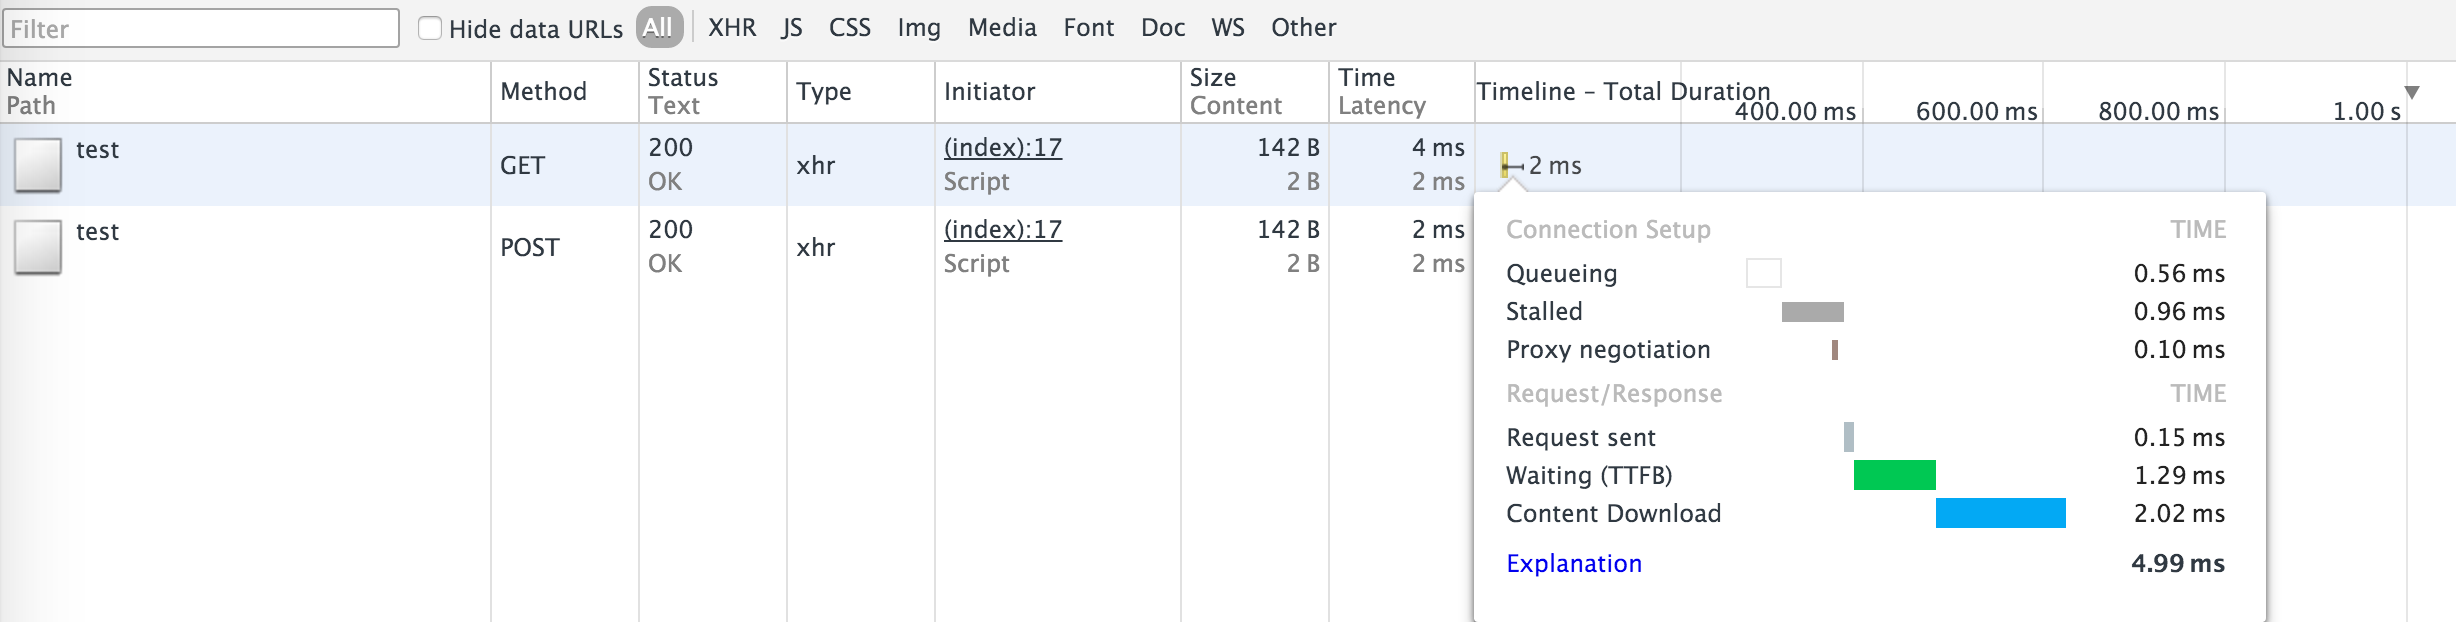 Filter Hide data URLs All XHR JS CSS Img Media Font Doc WS Other
Name Path Method Status Text Type Initiator Size Content Time Latency Timeline – Total Duration 400.00 ms 600.00 ms 800.00 ms 1.00 s
test GET 200 OK xhr (index):17 Script 142 B 2 B 4 ms 2 ms 2 ms
test POST 200 OK xhr (index):17 Script 142 B 2 B 2 ms 2 ms
Connection Setup TIME
Queueing 0.56 ms
Stalled 0.96 ms
Proxy negotiation 0.10 ms
Request/Response TIME
Request sent 0.15 ms
Waiting (TTFB) 1.29 ms
Content Download 2.02 ms
Explanation 4.99 ms